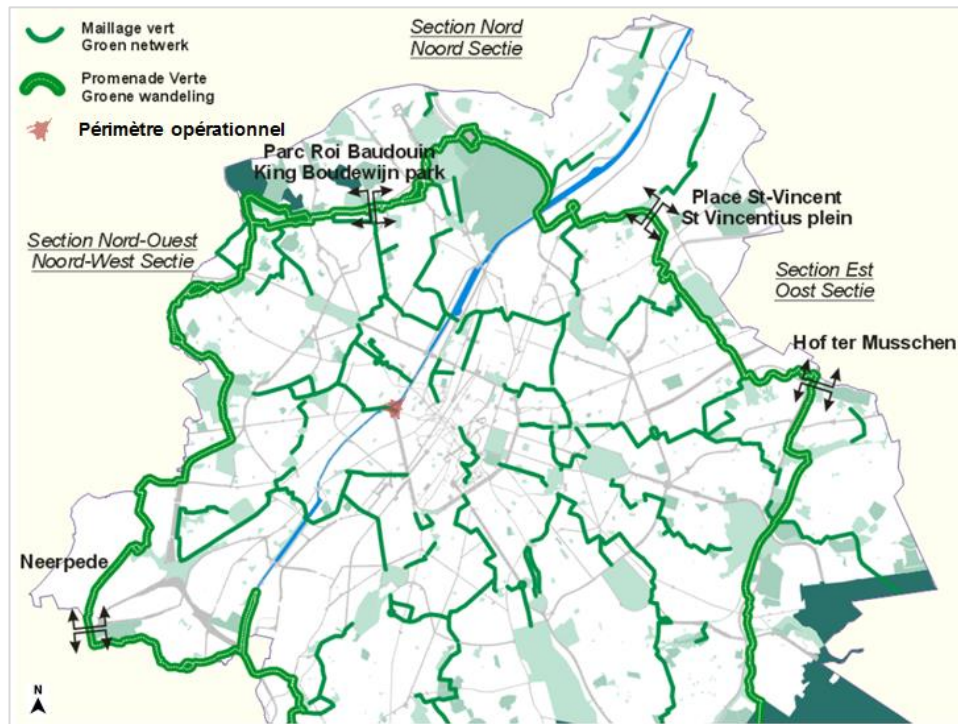 Maillage vert
Groen netwerk
Promenade Verte
Groene wandeling
Périmètre opérationnel
Section Nord
Noord Sectie
Parc Roi Baudouin
King Boudewijn park
Place St-Vincent
St Vincentius plein
Section Nord-Ouest
Noord-West Sectie
Section Est
Oost Sectie
Hof ter Musschen
Neerpede
N